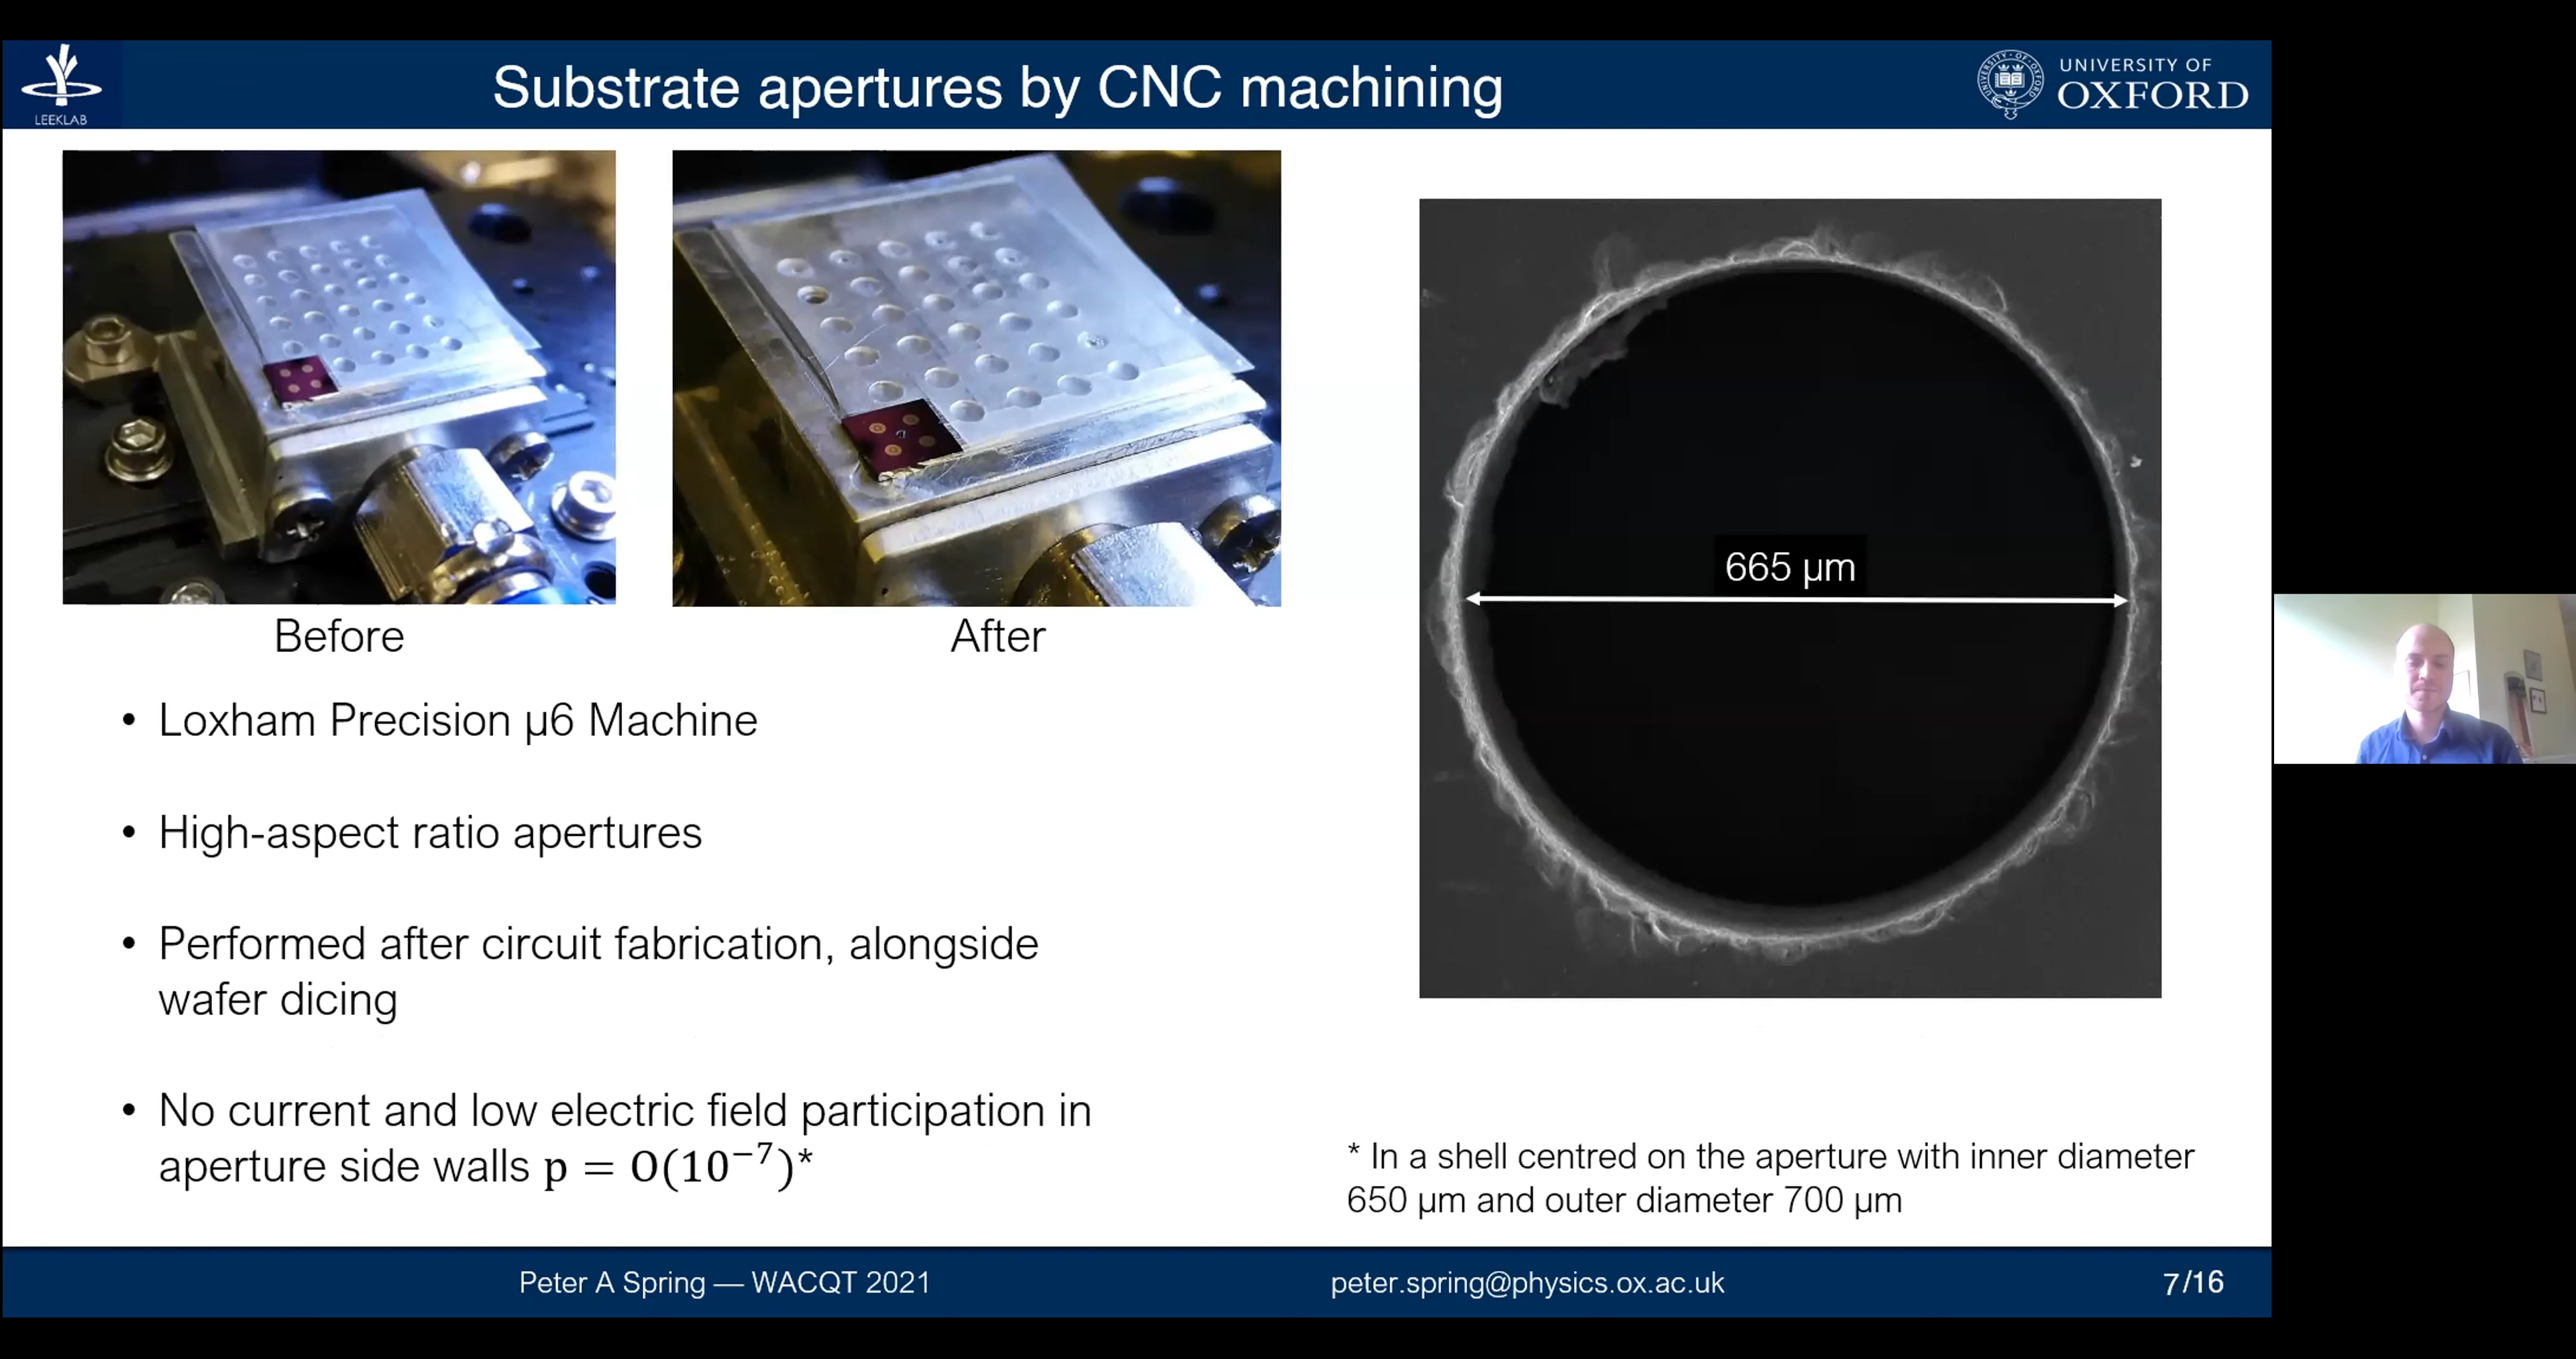 LEEKLAB
Substrate apertures by CNC machining
UNIVERSITY OF
OXFORD
665 µm
Before
After
• Loxham Precision µ6 Machine
• High-aspect ratio apertures
• Performed after circuit fabrication, alongside
wafer dicing
• No current and low electric field participation in
aperture side walls p = O(10⁻⁷)*
* In a shell centred on the aperture with inner diameter
650 µm and outer diameter 700 µm
Peter A Spring — WACQT 2021
peter.spring@physics.ox.ac.uk
7/16